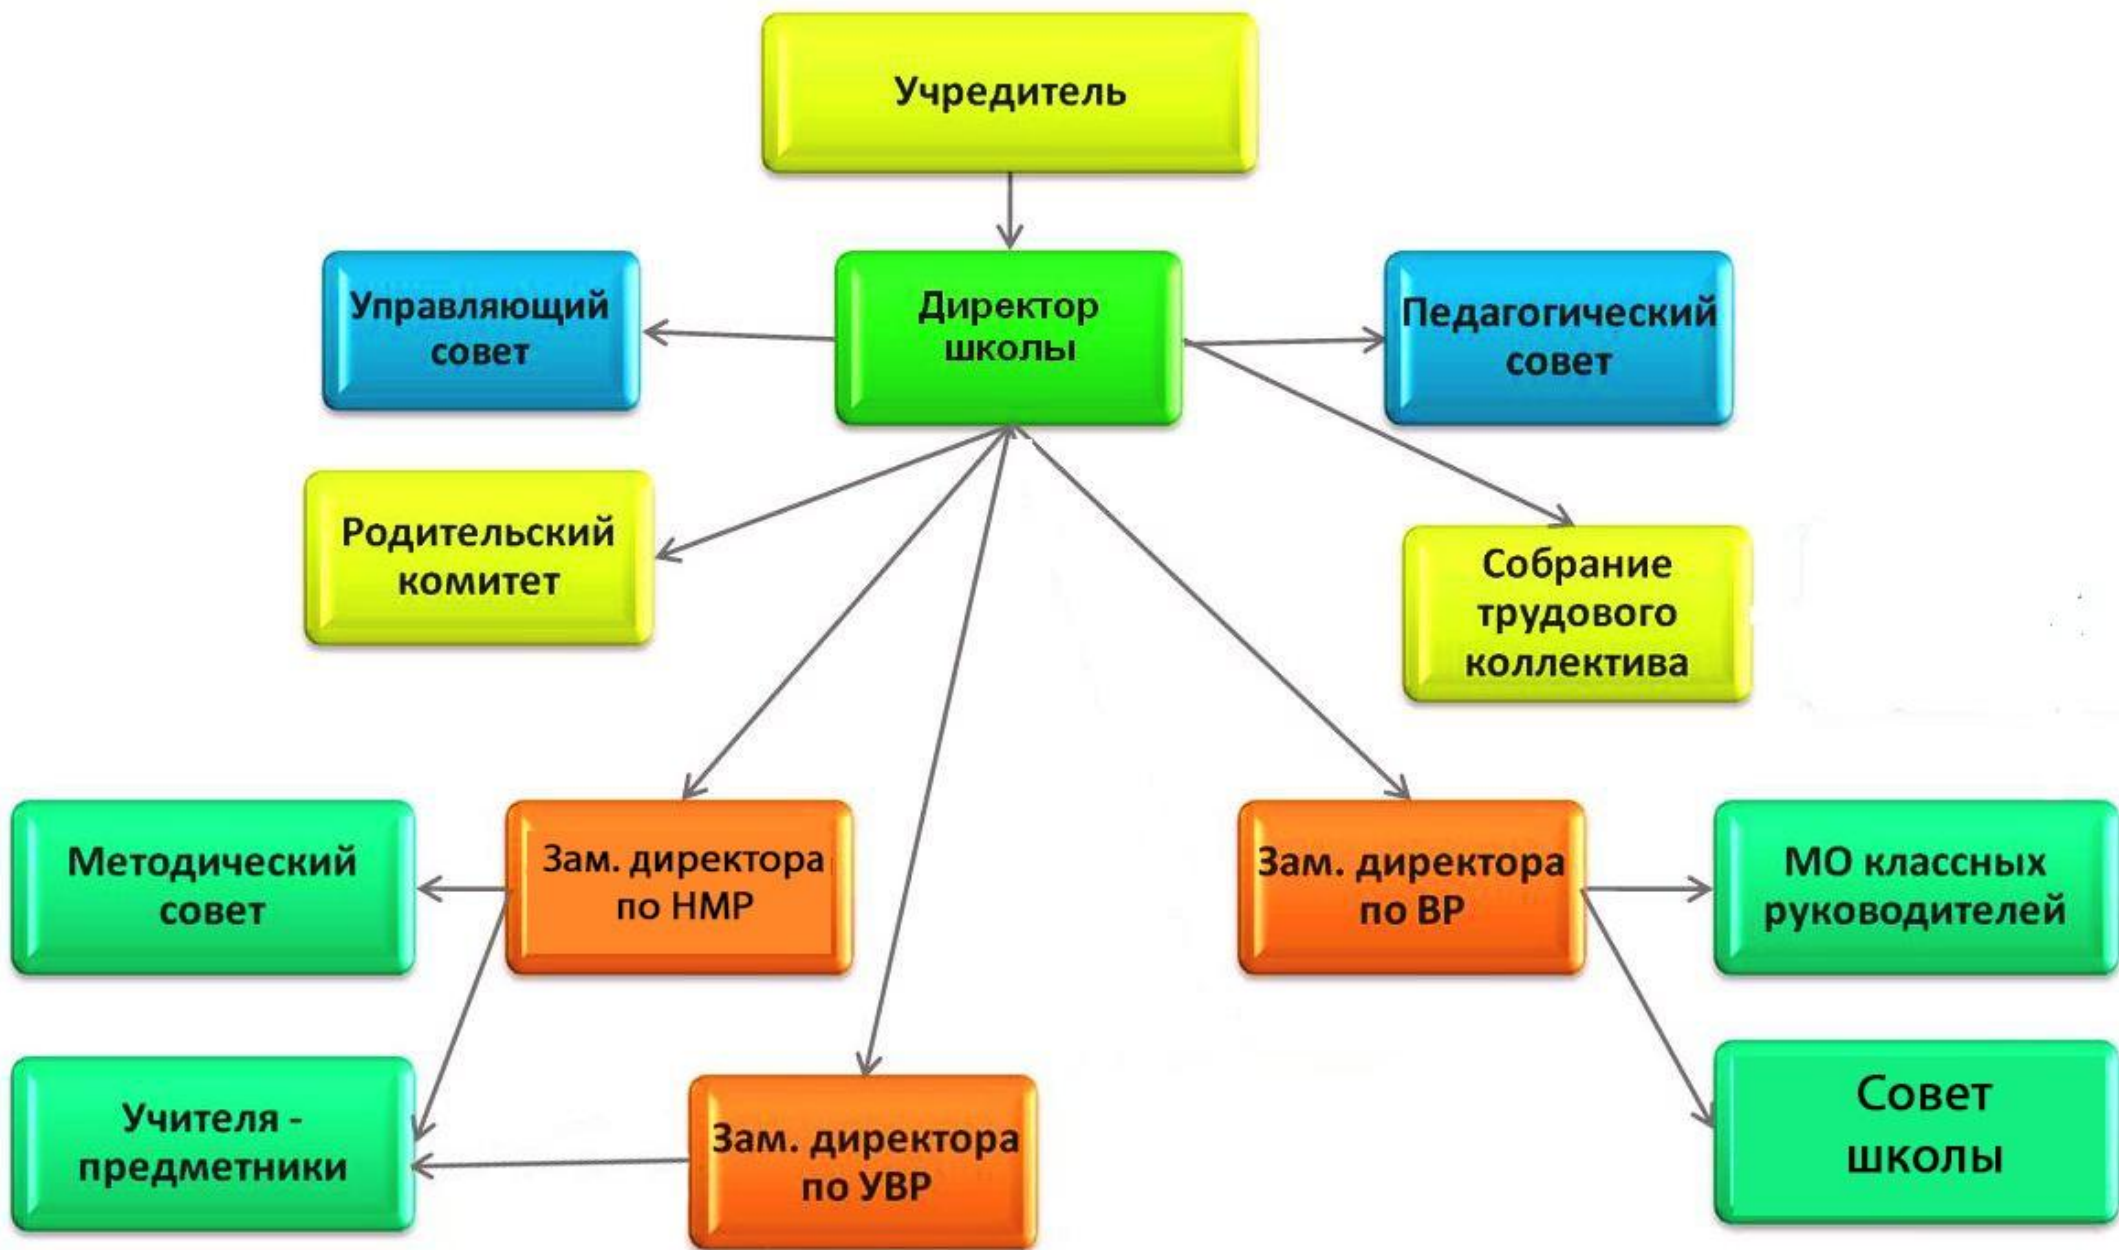 Учредитель
Управляющий
совет
Директор
школы
Педагогический
совет
Родительский
комитет
Собрание
трудового
коллектива
Методический
совет
Зам. директора
по НМР
Зам. директора
по ВР
МО классных
руководителей
Учителя -
предметники
Зам. директора
по УВР
Совет
школы